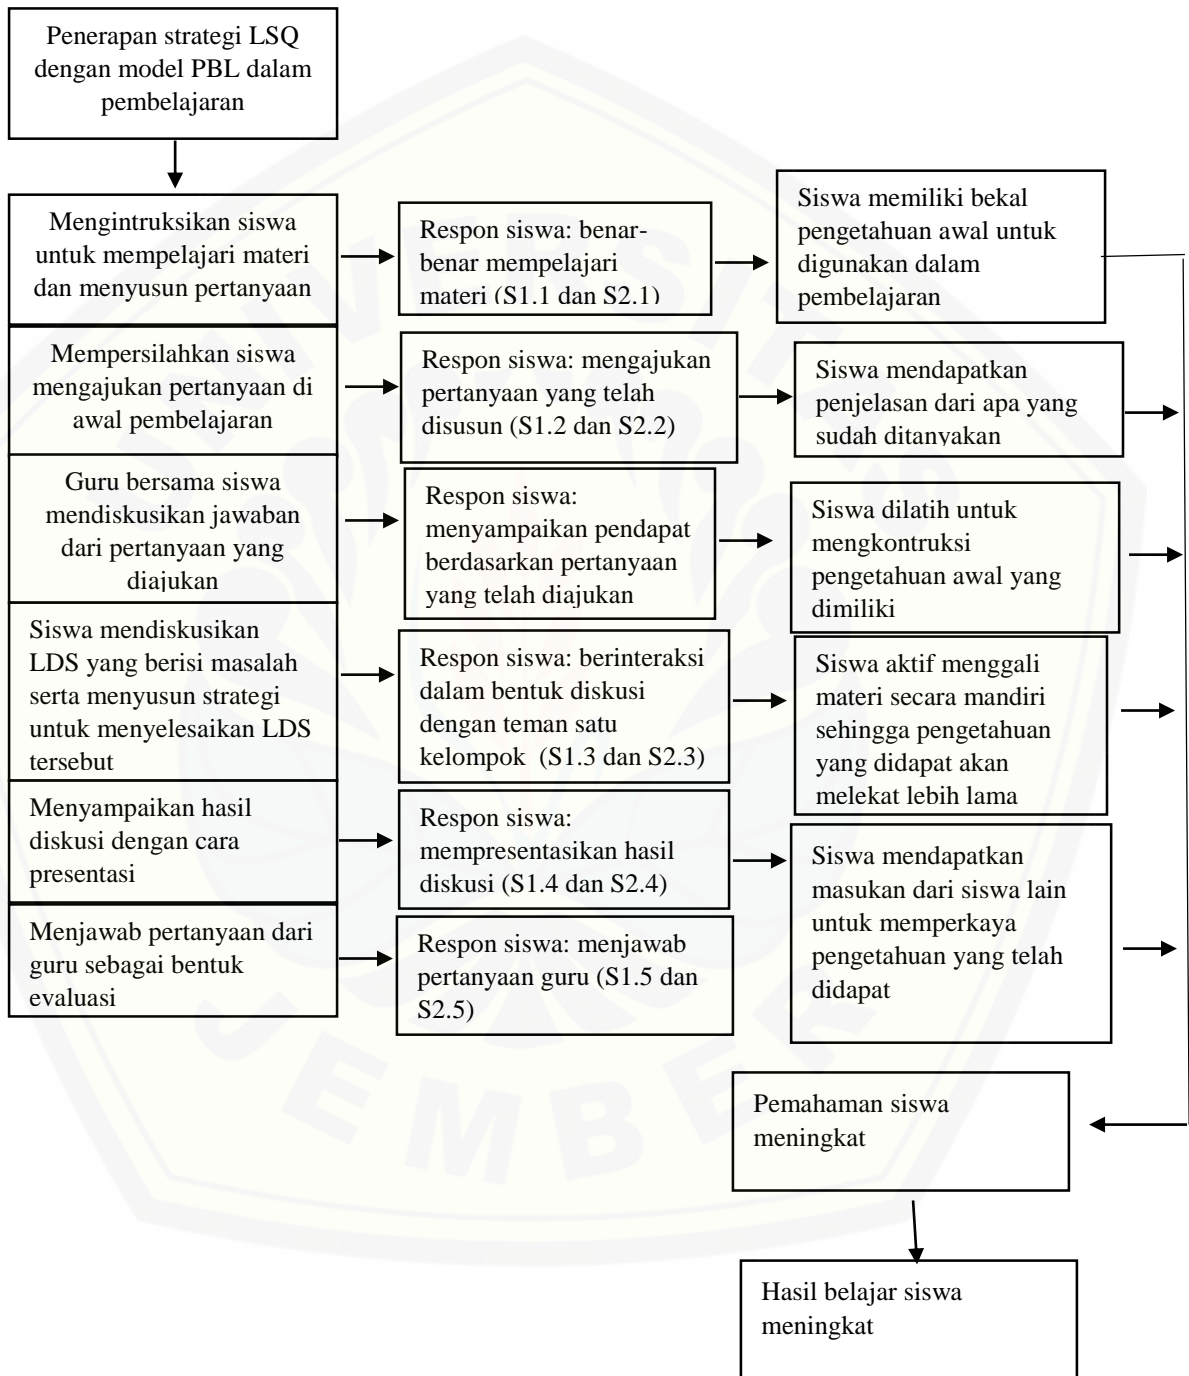 Penerapan strategi LSQ
dengan model PBL dalam
pembelajaran
Mengintruksikan siswa
untuk mempelajari materi
dan menyusun pertanyaan
Respon siswa: benar-
benar mempelajari
materi (S1.1 dan S2.1)
Siswa memiliki bekal
pengetahuan awal untuk
digunakan dalam
pembelajaran
Mempersilahkan siswa
mengajukan pertanyaan di
awal pembelajaran
Respon siswa: mengajukan
pertanyaan yang telah
disusun (S1.2 dan S2.2)
Siswa mendapatkan
penjelasan dari apa yang
sudah ditanyakan
Guru bersama siswa
mendiskusikan jawaban
dari pertanyaan yang
diajukan
Respon siswa:
menyampaikan pendapat
berdasarkan pertanyaan
yang telah diajukan
Siswa dilatih untuk
mengkontruksi
pengetahuan awal yang
dimiliki
Siswa mendiskusikan
LDS yang berisi masalah
serta menyusun strategi
untuk menyelesaikan LDS
tersebut
Respon siswa: berinteraksi
dalam bentuk diskusi
dengan teman satu
kelompok (S1.3 dan S2.3)
Siswa aktif menggali
materi secara mandiri
sehingga pengetahuan
yang didapat akan
melekat lebih lama
Menyampaikan hasil
diskusi dengan cara
presentasi
Respon siswa:
mempresentasikan hasil
diskusi (S1.4 dan S2.4)
Siswa mendapatkan
masukan dari siswa lain
untuk memperkaya
pengetahuan yang telah
didapat
Menjawab pertanyaan dari
guru sebagai bentuk
evaluasi
Respon siswa: menjawab
pertanyaan guru (S1.5 dan
S2.5)
Pemahaman siswa
meningkat
Hasil belajar siswa
meningkat
UNIVERSITAS
JEMBER